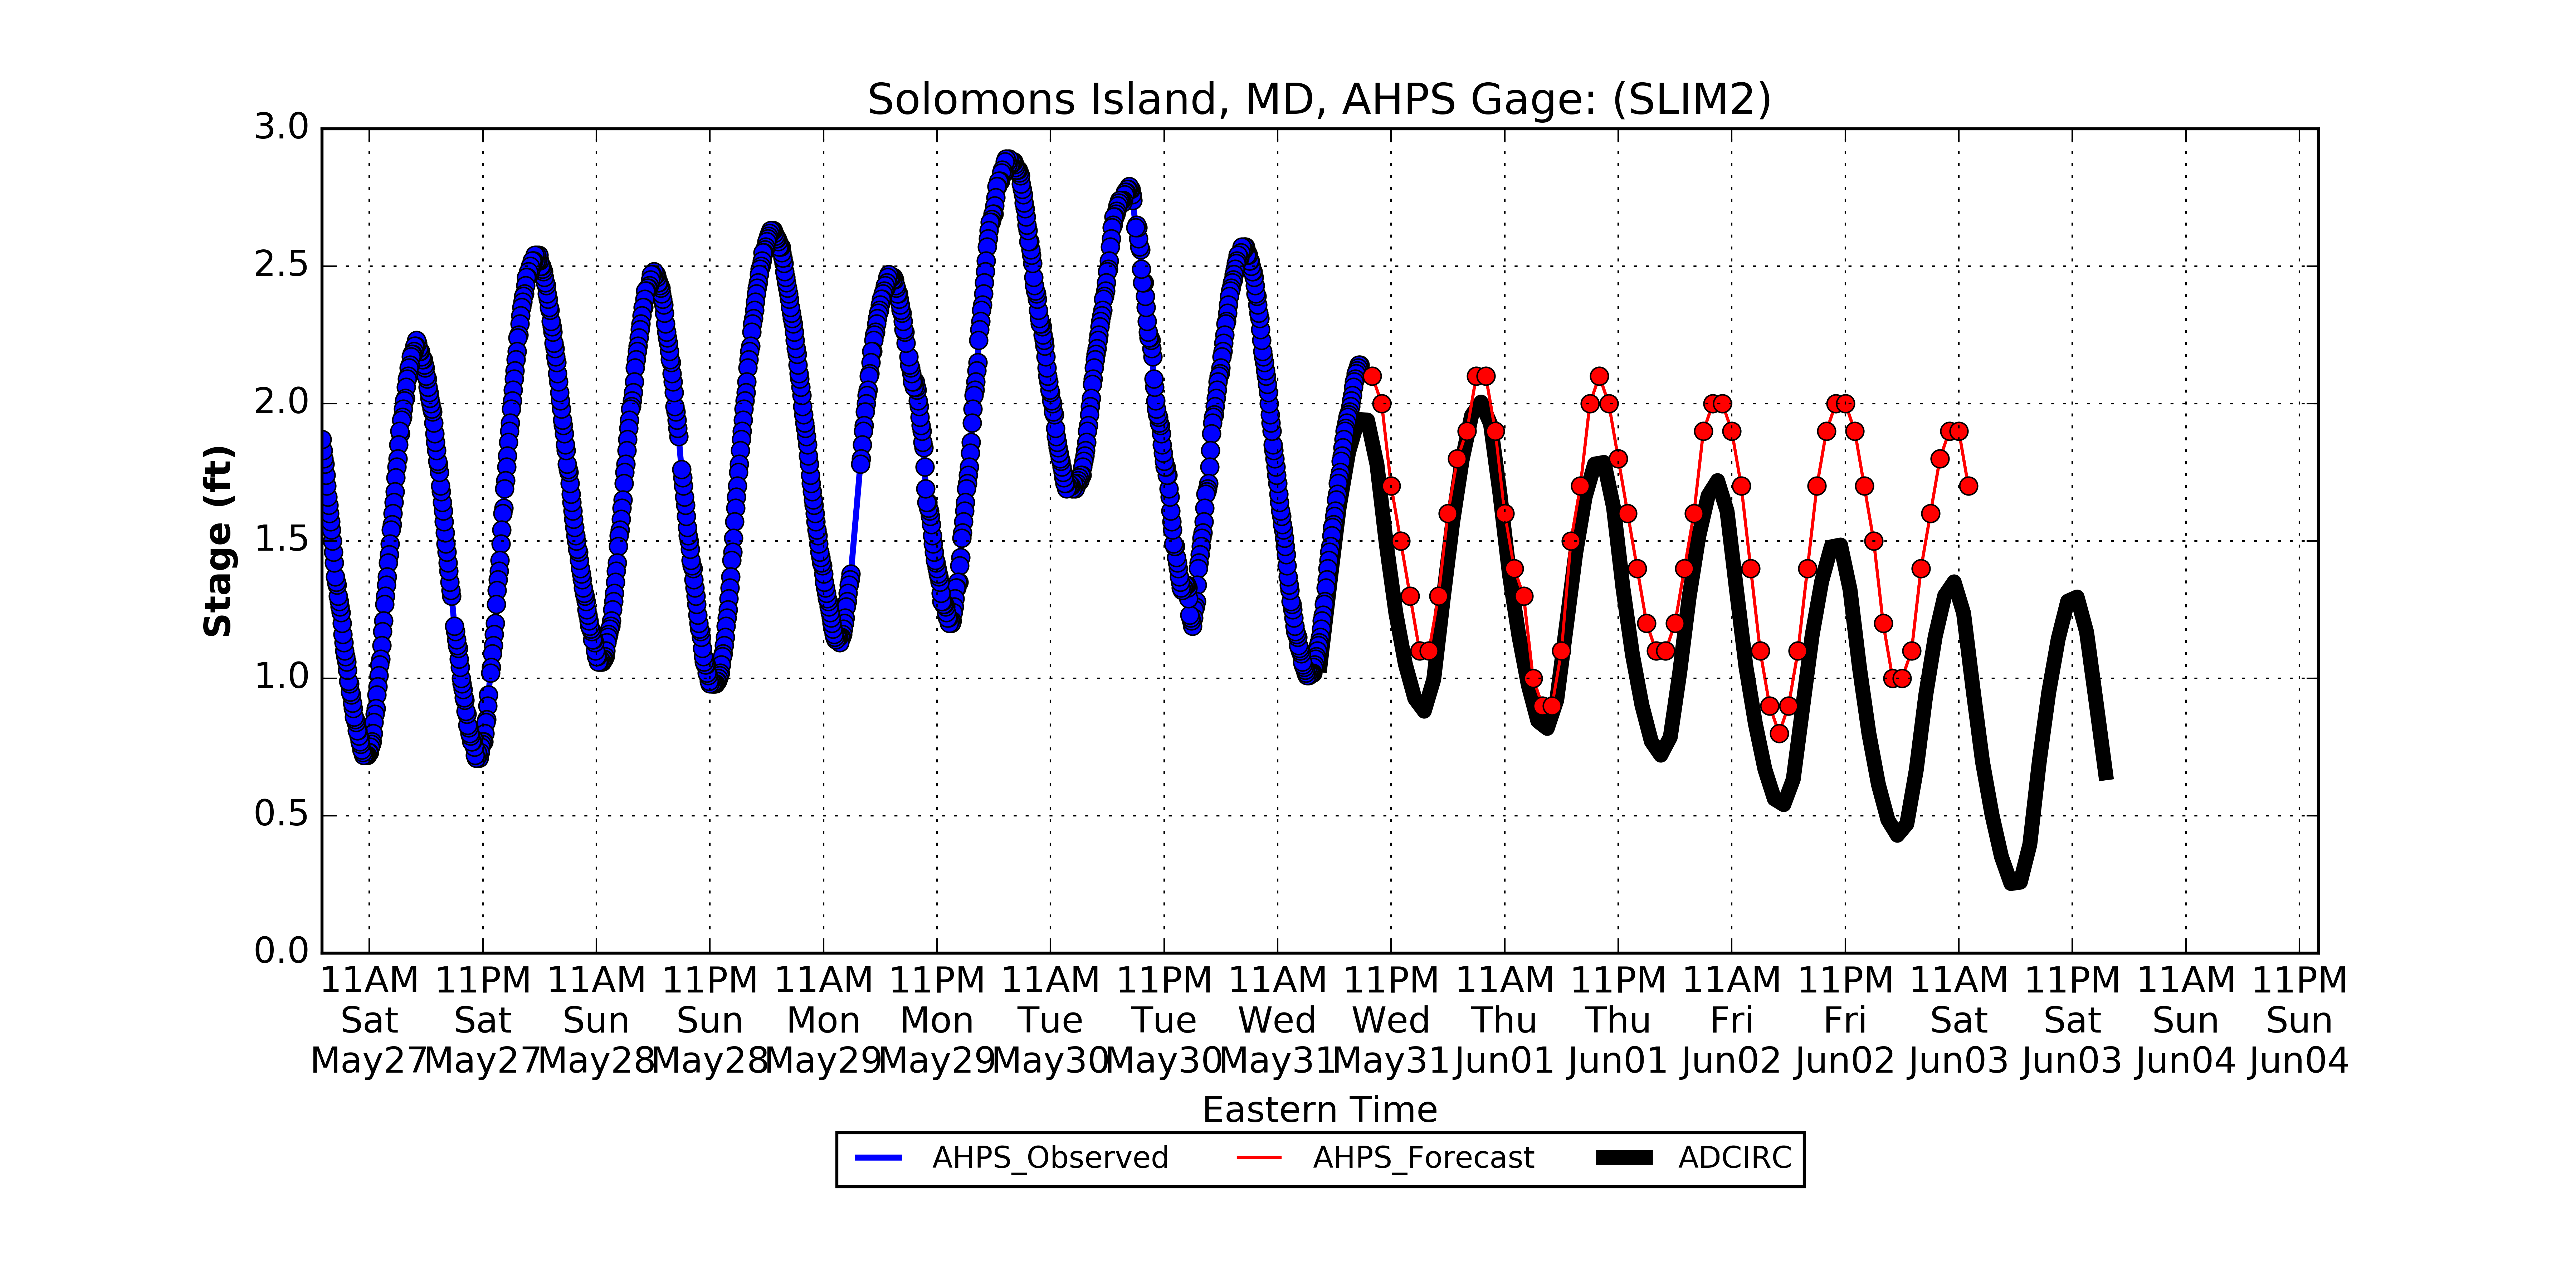 Solomons Island, MD, AHPS Gage: (SLIM2)
3.0
2.5
2.0
1.5
1.0
0.5
0.0
Stage (ft)
11AM 11PM 11AM 11PM 11AM 11PM 11AM 11PM 11AM 11PM 11AM 11PM 11AM 11PM 11AM 11PM 11AM 11PM
Sat Sat Sun Sun Mon Mon Tue Tue Wed Wed Thu Thu Fri Fri Sat Sat Sun Sun
May27 May27 May28 May28 May29 May29 May30 May30 May31 May31 Jun01 Jun01 Jun02 Jun02 Jun03 Jun03 Jun04 Jun04
Eastern Time
AHPS_Observed AHPS_Forecast ADCIRC